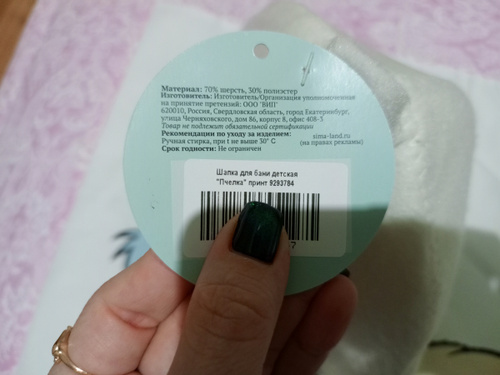 Материал: 70% шерсть, 30% полиэстер
Изготовитель: Изготовитель/Организация уполномоченная
на принятие претензий: ООО "ВИП"
620010, Россия, Свердловская область, город Екатеринбург,
улица Черняховского, дом 86, корпус 8, офис 408-3
Товар не подлежит обязательной сертификации
Рекомендации по уходу за изделием:
Ручная стирка, при t не выше 30° С
Срок годности: Не ограничен
sima-land.ru
(на правах рекламы)
Шапка для бани детская
"Пчелка" принт 9293784